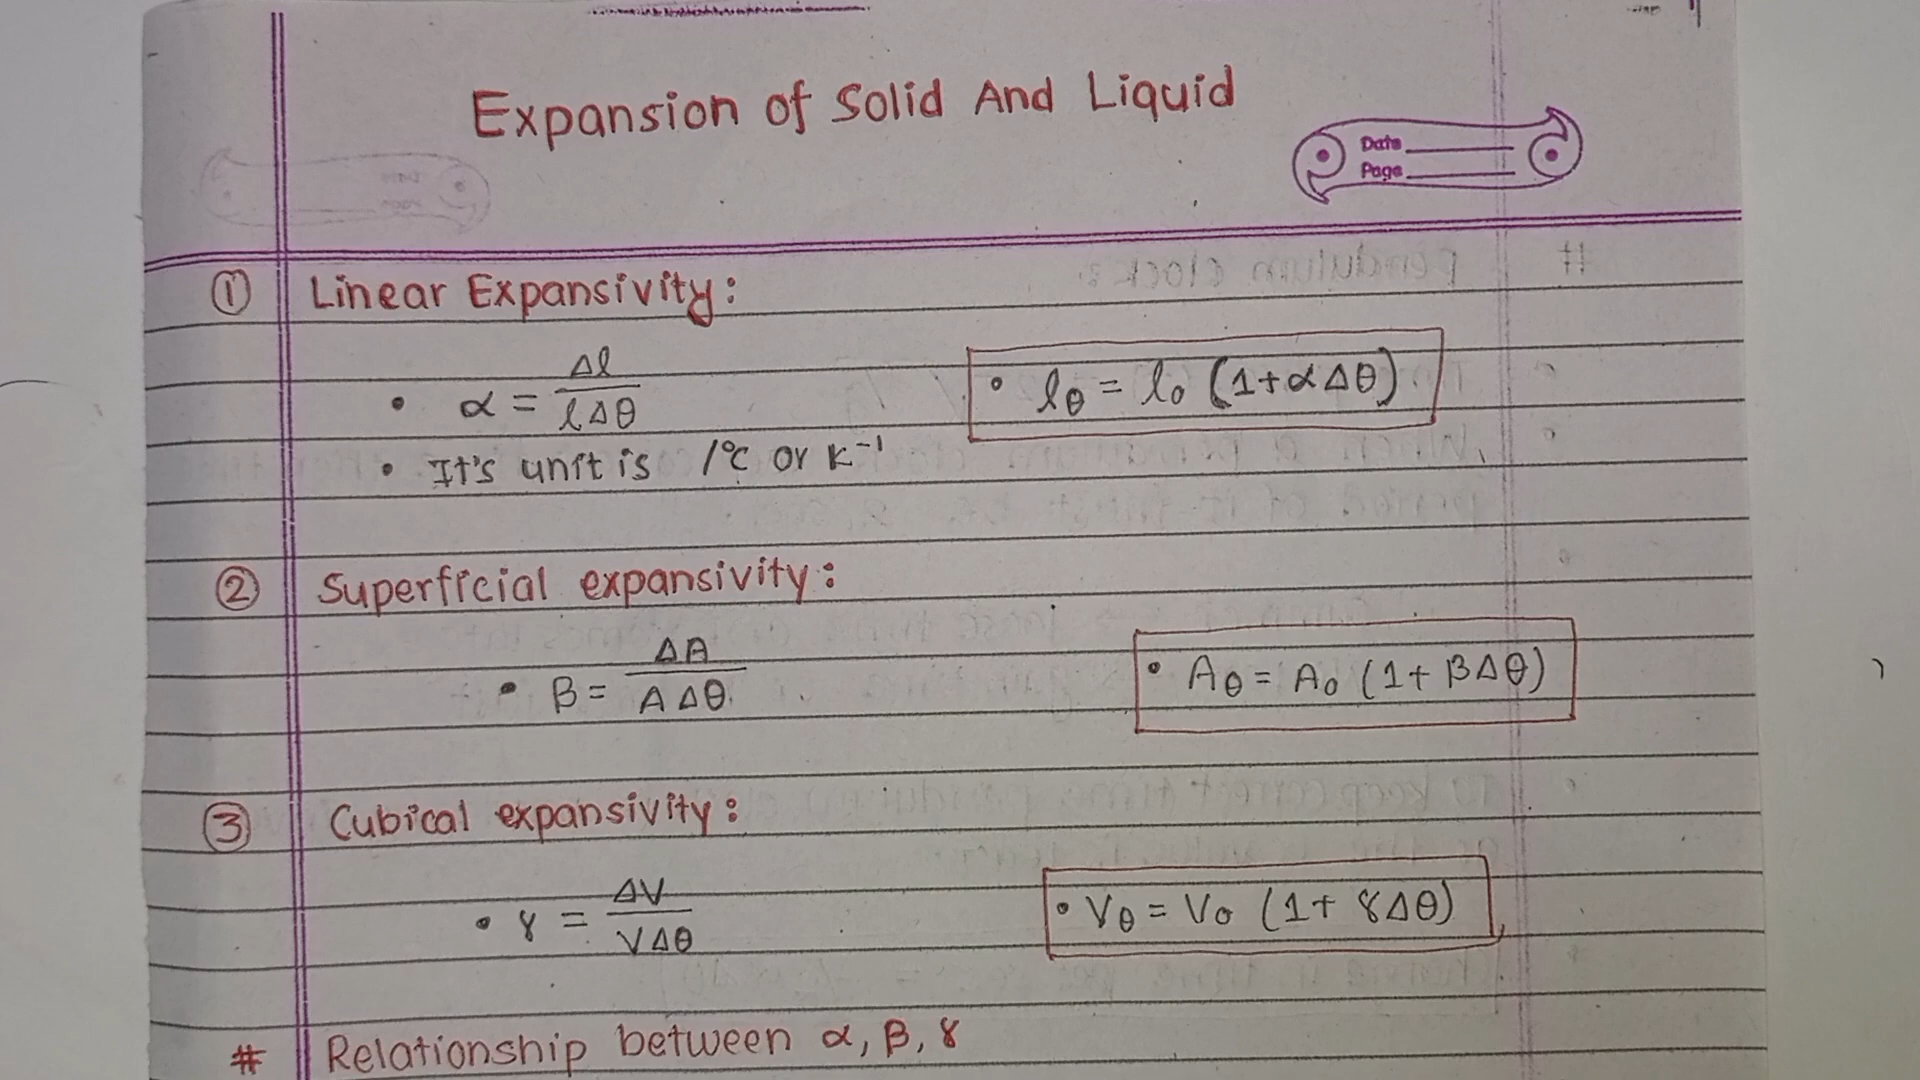 Expansion of Solid And Liquid
Date
Page
① Linear Expansivity:
• α = Δl / lΔθ
• lθ = l₀ (1+αΔθ)
• It's unit is /°C or K⁻¹
② Superficial expansivity:
• β = ΔA / AΔθ
• Aθ = A₀ (1+ βΔθ)
③ Cubical expansivity:
• γ = ΔV / VΔθ
• Vθ = V₀ (1+ γΔθ)
# Relationship between α, β, γ